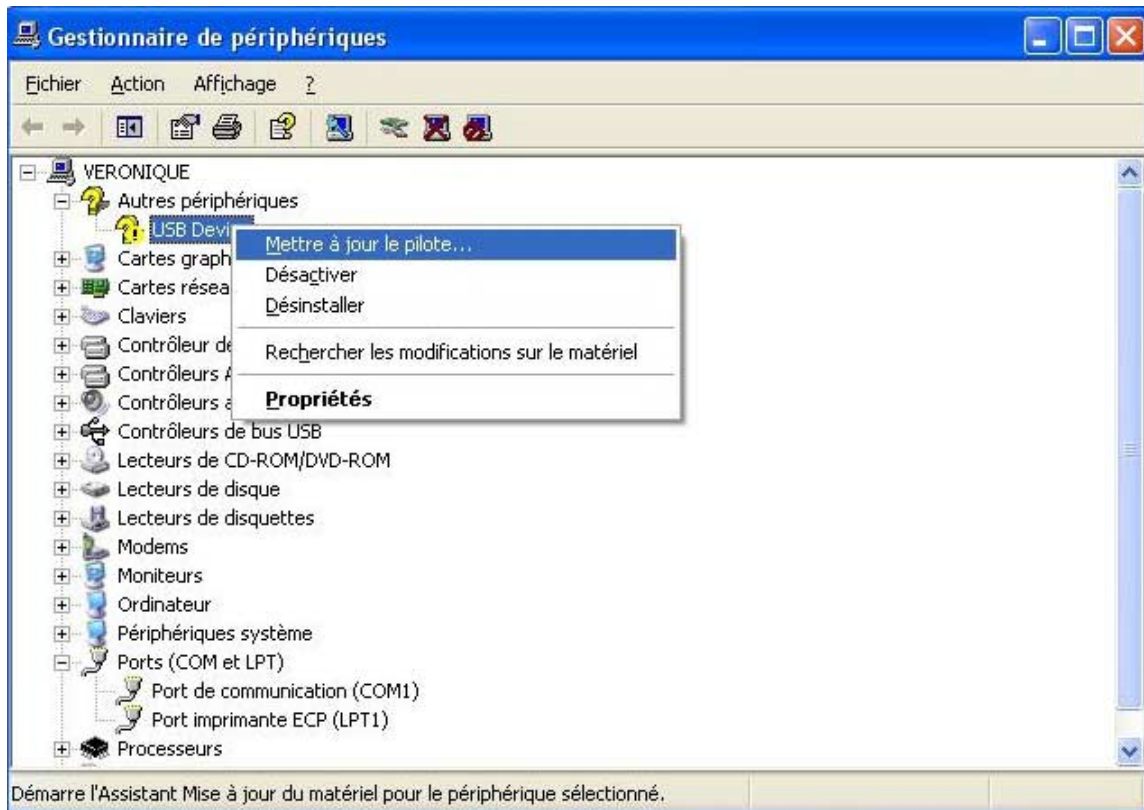 Gestionnaire de périphériques
Fichier Action Affichage ?
VERONIQUE
Autres périphériques
USB Devi
Mettre à jour le pilote...
Cartes graph
Désactiver
Cartes résea
Désinstaller
Claviers
Contrôleur de
Rechercher les modifications sur le matériel
Contrôleurs A
Contrôleurs a
Propriétés
Contrôleurs de bus USB
Lecteurs de CD-ROM/DVD-ROM
Lecteurs de disque
Lecteurs de disquettes
Modems
Moniteurs
Ordinateur
Périphériques système
Ports (COM et LPT)
Port de communication (COM1)
Port imprimante ECP (LPT1)
Processeurs
Démarre l'Assistant Mise à jour du matériel pour le périphérique sélectionné.